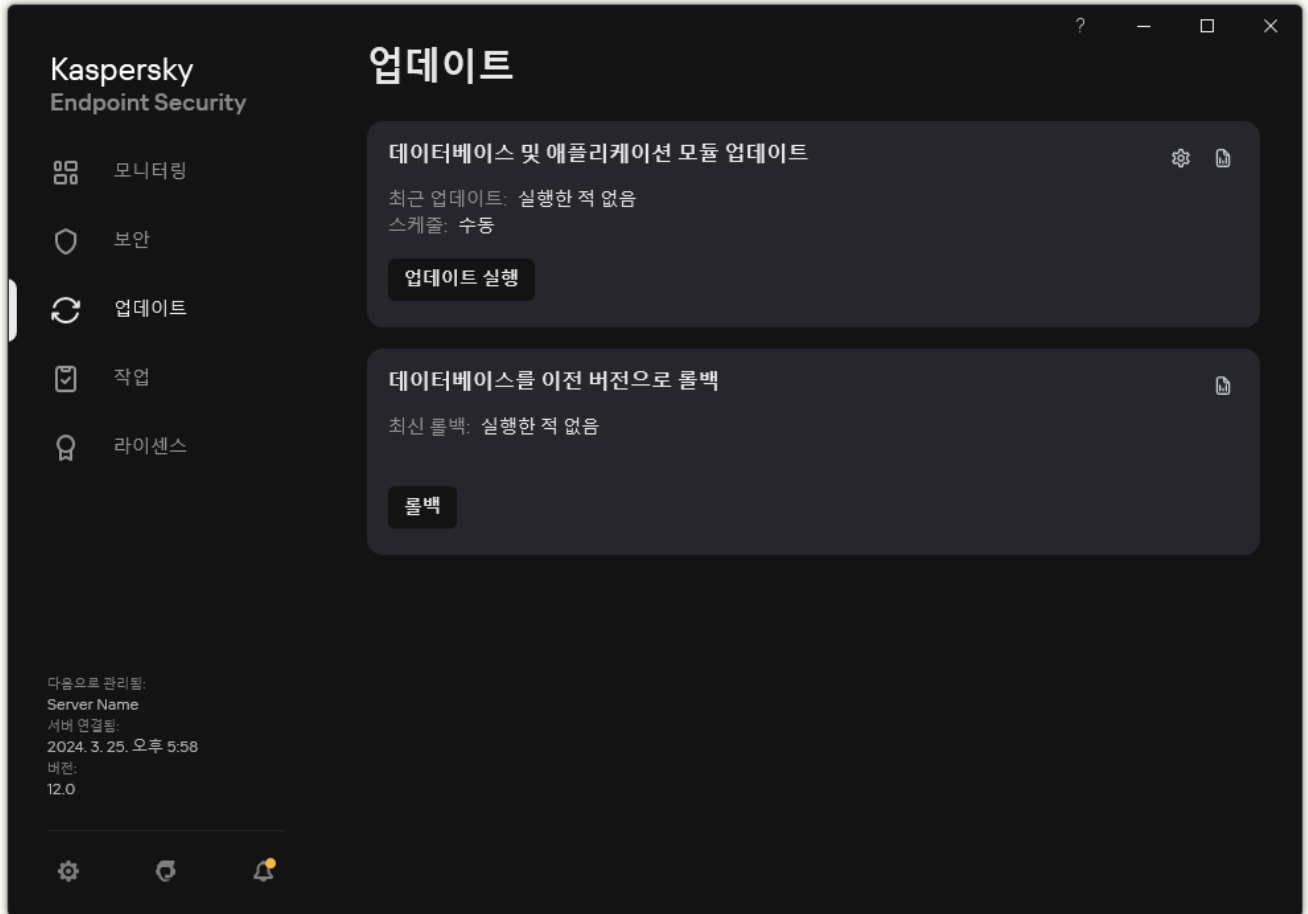 Kaspersky
Endpoint Security
모니터링
보안
업데이트
작업
라이센스
다음으로 관리됨:
Server Name
서버 연결됨:
2024. 3. 25. 오후 5:58
버전:
12.0
?
업데이트
데이터베이스 및 애플리케이션 모듈 업데이트
최근 업데이트: 실행한 적 없음
스케줄: 수동
업데이트 실행
데이터베이스를 이전 버전으로 롤백
최신 롤백: 실행한 적 없음
롤백